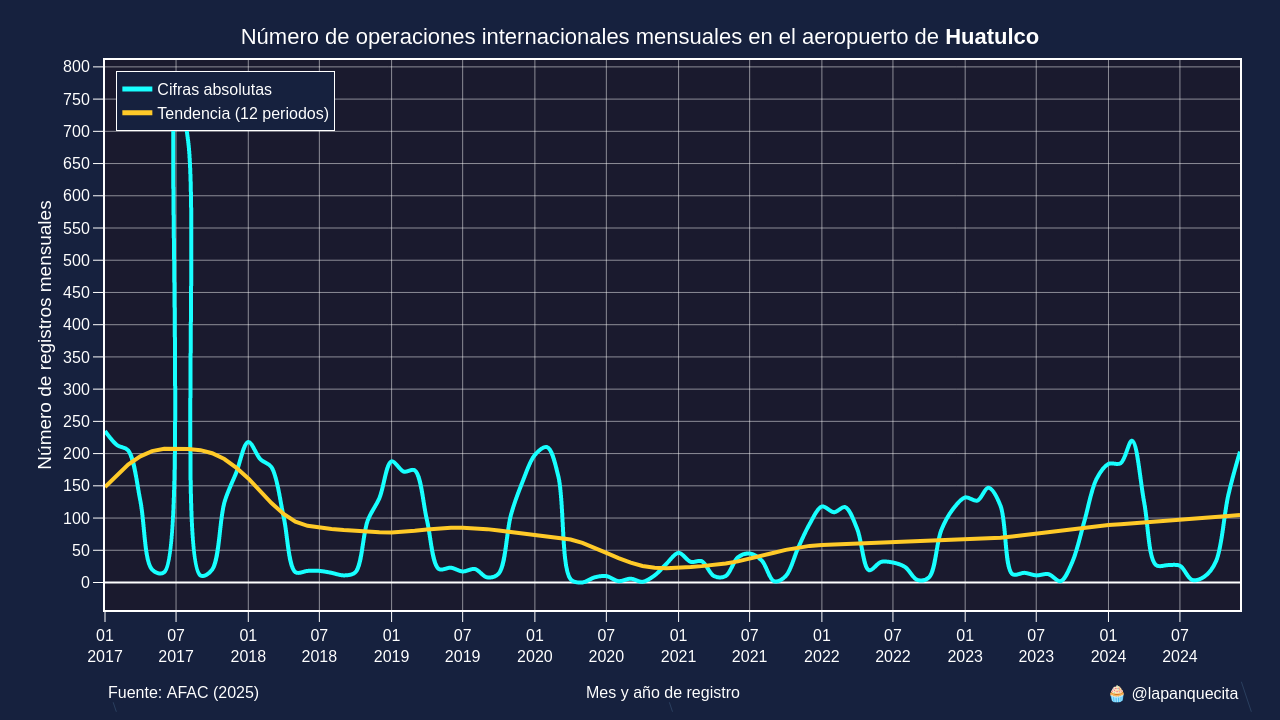 Número de operaciones internacionales mensuales en el aeropuerto de Huatulco
Cifras absolutas
Tendencia (12 periodos)
Número de registros mensuales
800
750
700
650
600
550
500
450
400
350
300
250
200
150
100
50
0
01 07 01 07 01 07 01 07 01 07 01 07 01 07 01 07
2017 2017 2018 2018 2019 2019 2020 2020 2021 2021 2022 2022 2023 2023 2024 2024
Fuente: AFAC (2025)
Mes y año de registro
🧁 @lapanquecita